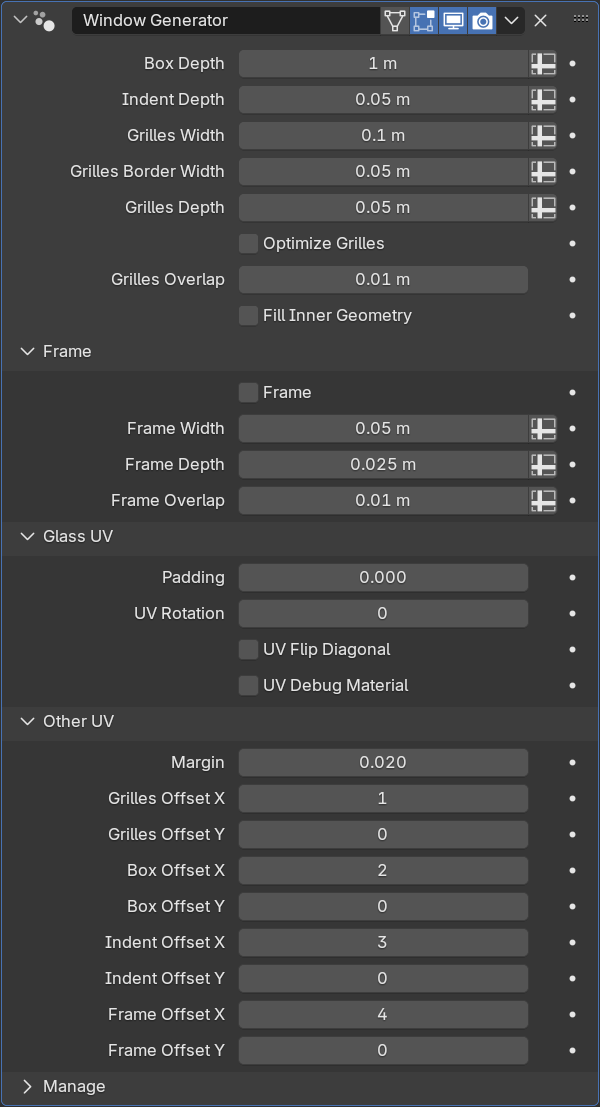 Window Generator
Box Depth 1 m
Indent Depth 0.05 m
Grilles Width 0.1 m
Grilles Border Width 0.05 m
Grilles Depth 0.05 m
Optimize Grilles
Grilles Overlap 0.01 m
Fill Inner Geometry
Frame
Frame
Frame Width 0.05 m
Frame Depth 0.025 m
Frame Overlap 0.01 m
Glass UV
Padding 0.000
UV Rotation 0
UV Flip Diagonal
UV Debug Material
Other UV
Margin 0.020
Grilles Offset X 1
Grilles Offset Y 0
Box Offset X 2
Box Offset Y 0
Indent Offset X 3
Indent Offset Y 0
Frame Offset X 4
Frame Offset Y 0
Manage